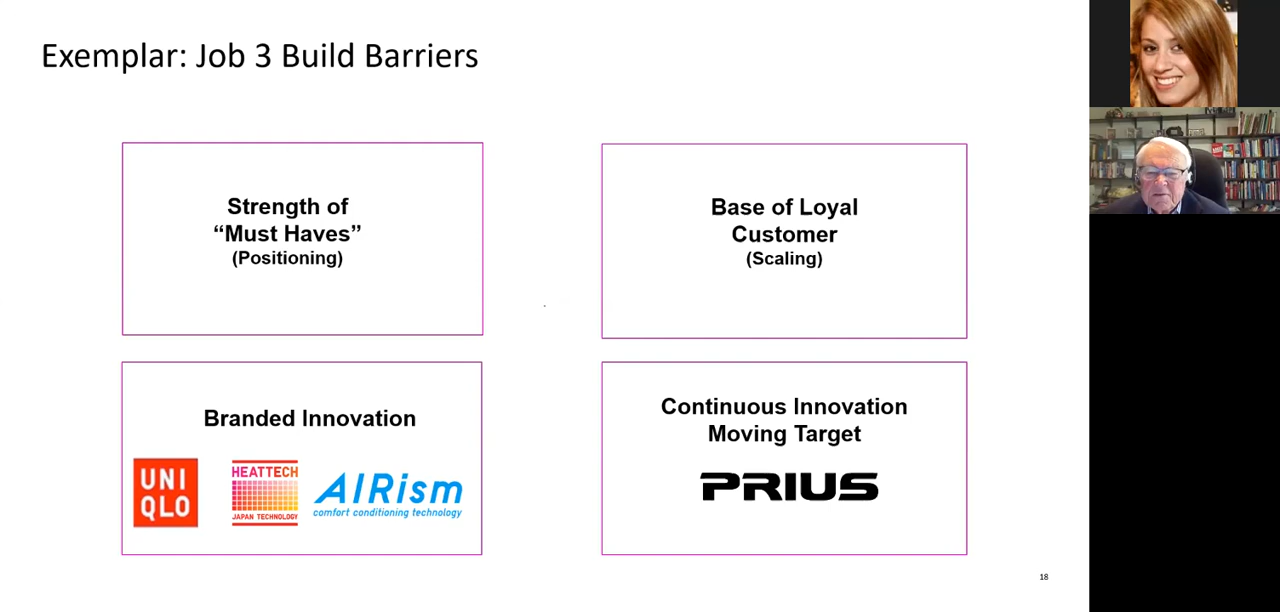 Exemplar: Job 3 Build Barriers
Strength of
“Must Haves”
(Positioning)
Base of Loyal
Customer
(Scaling)
Branded Innovation
UNI
QLO
HEATTECH
JAPAN TECHNOLOGY
AIRism
comfort conditioning technology
Continuous Innovation
Moving Target
PRIUS
18